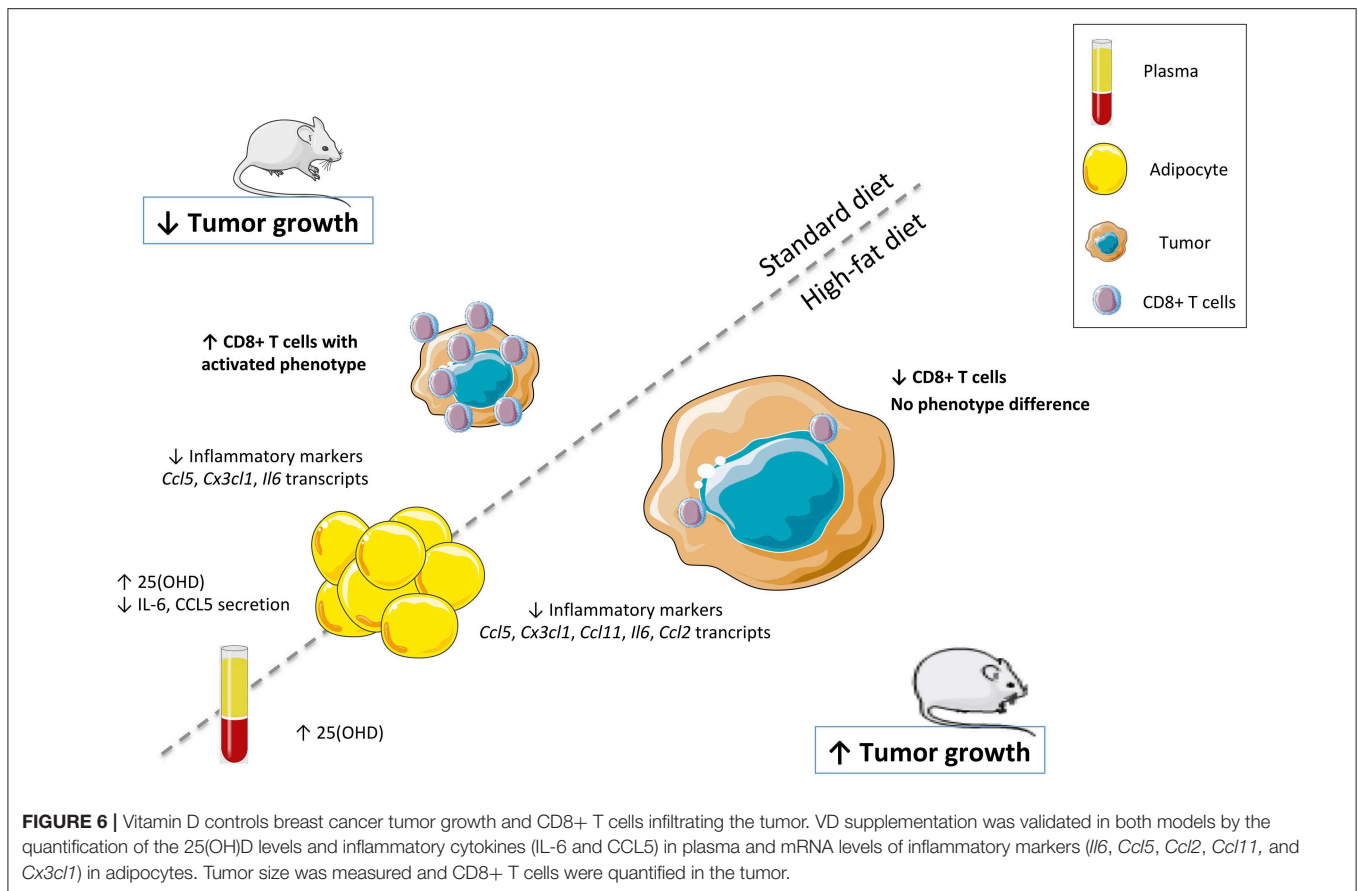 Plasma
Adipocyte
Tumor
CD8+ T cells
↓ Tumor growth
Standard diet
High-fat diet
↑ CD8+ T cells with
activated phenotype
↓ CD8+ T cells
No phenotype difference
↓ Inflammatory markers
Ccl5, Cx3cl1, Il6 transcripts
↑ 25(OHD)
↓ IL-6, CCL5 secretion
↓ Inflammatory markers
Ccl5, Cx3cl1, Ccl11, Il6, Ccl2 trancripts
↑ 25(OHD)
↑ Tumor growth
FIGURE 6 | Vitamin D controls breast cancer tumor growth and CD8+ T cells infiltrating the tumor. VD supplementation was validated in both models by the
quantification of the 25(OH)D levels and inflammatory cytokines (IL-6 and CCL5) in plasma and mRNA levels of inflammatory markers (Il6, Ccl5, Ccl2, Ccl11, and
Cx3cl1) in adipocytes. Tumor size was measured and CD8+ T cells were quantified in the tumor.